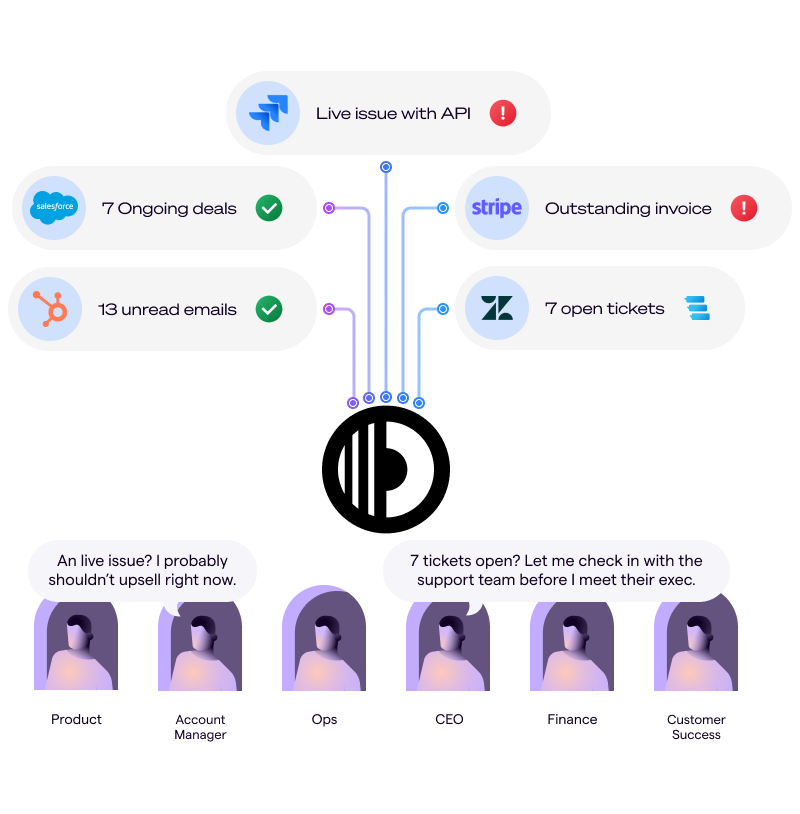 Live issue with API
salesforce
7 Ongoing deals
stripe
Outstanding invoice
13 unread emails
7 open tickets
An live issue? I probably
shouldn’t upsell right now.
7 tickets open? Let me check in with the
support team before I meet their exec.
Product
Account
Manager
Ops
CEO
Finance
Customer
Success